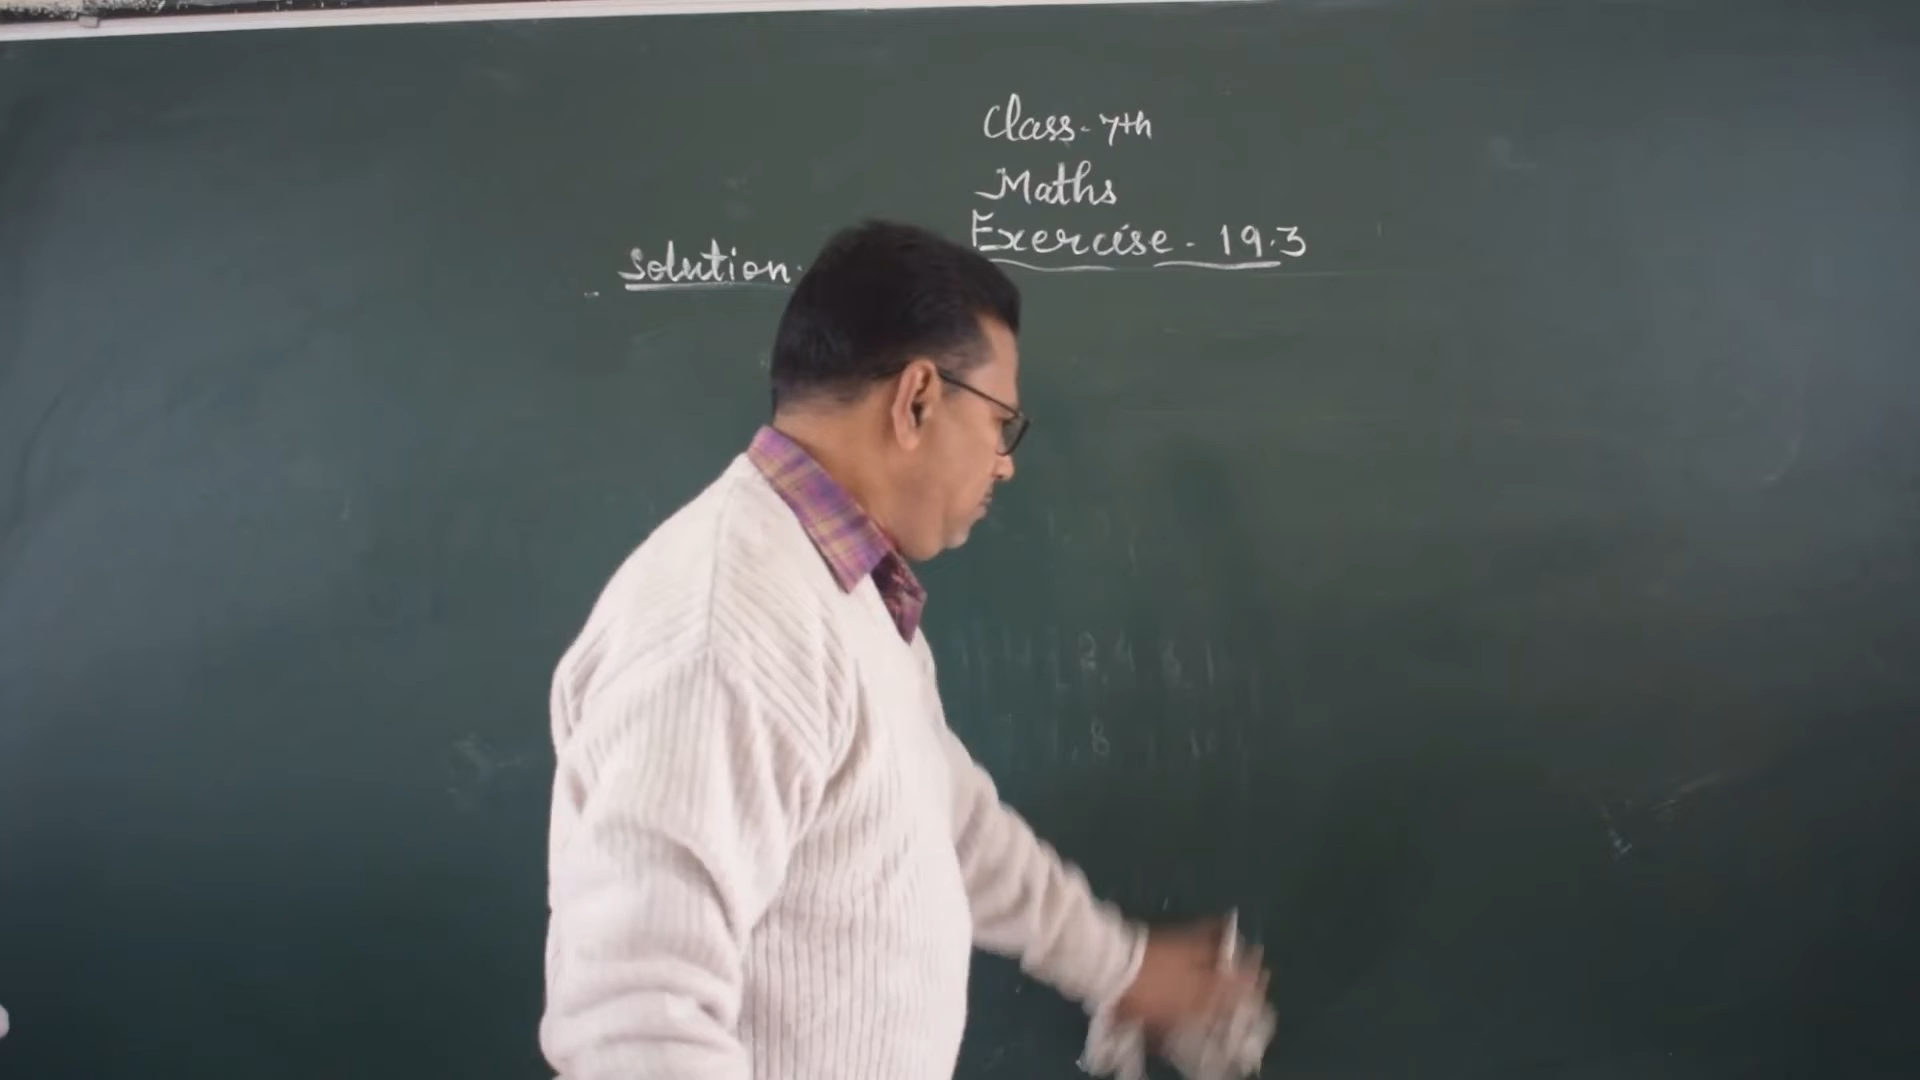 Class - 7th
Maths
Exercise - 19.3
Solution